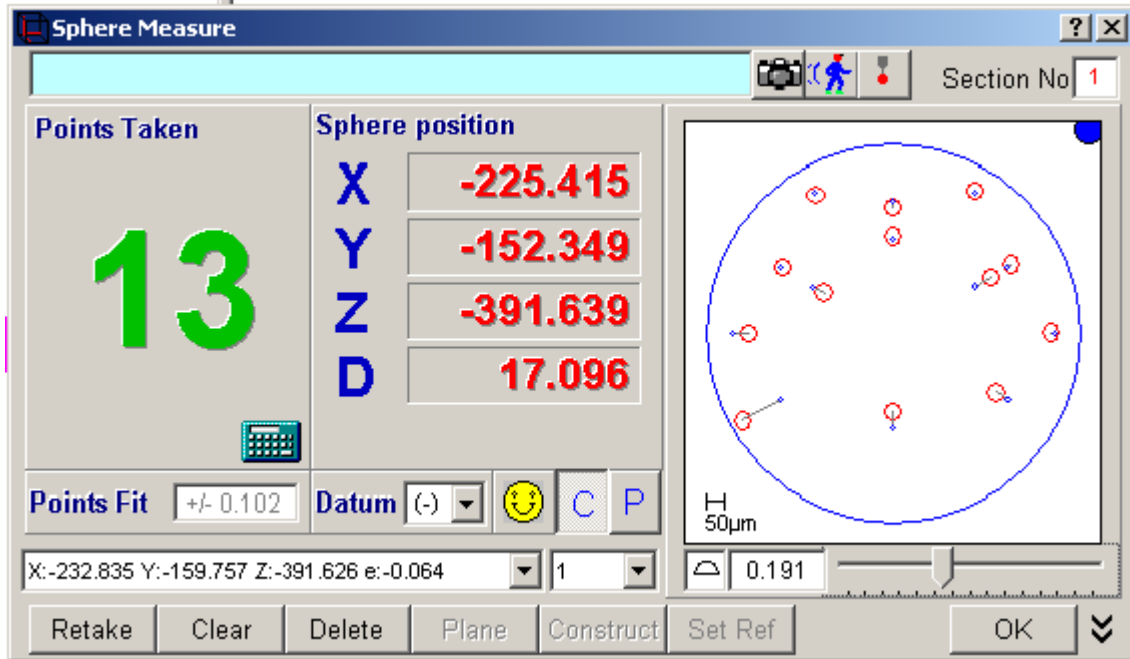 Sphere Measure
Section No 1
Points Taken
13
Sphere position
X -225.415
Y -152.349
Z -391.639
D 17.096
50µm
Points Fit +/- 0.102
Datum (-)
C P
X:-232.835 Y:-159.757 Z:-391.626 e:-0.064
1
0.191
Retake Clear Delete Plane Construct Set Ref OK